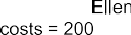 Ellen
costs = 200